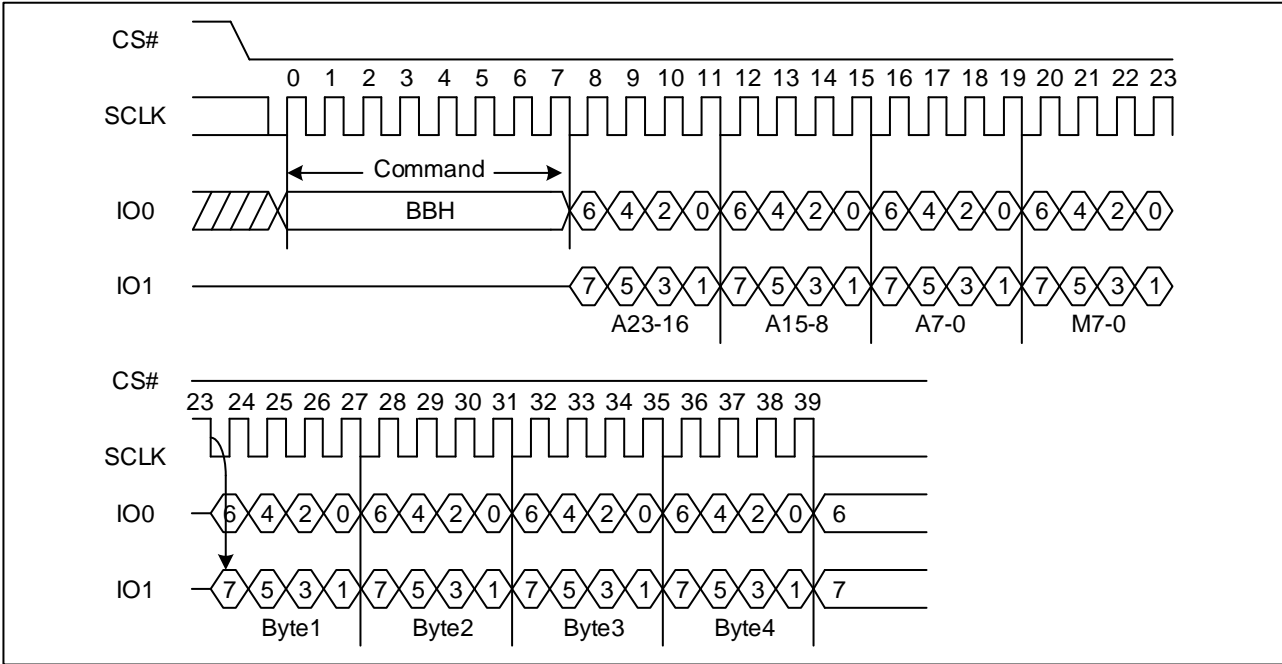 CS#
0 1 2 3 4 5 6 7 8 9 10 11 12 13 14 15 16 17 18 19 20 21 22 23
SCLK
Command
IO0 BBH 6 4 2 0 6 4 2 0 6 4 2 0 6 4 2 0
IO1 7 5 3 1 7 5 3 1 7 5 3 1 7 5 3 1
A23-16 A15-8 A7-0 M7-0
CS#
23 24 25 26 27 28 29 30 31 32 33 34 35 36 37 38 39
SCLK
IO0 6 4 2 0 6 4 2 0 6 4 2 0 6 4 2 0 6
IO1 7 5 3 1 7 5 3 1 7 5 3 1 7 5 3 1 7
Byte1 Byte2 Byte3 Byte4